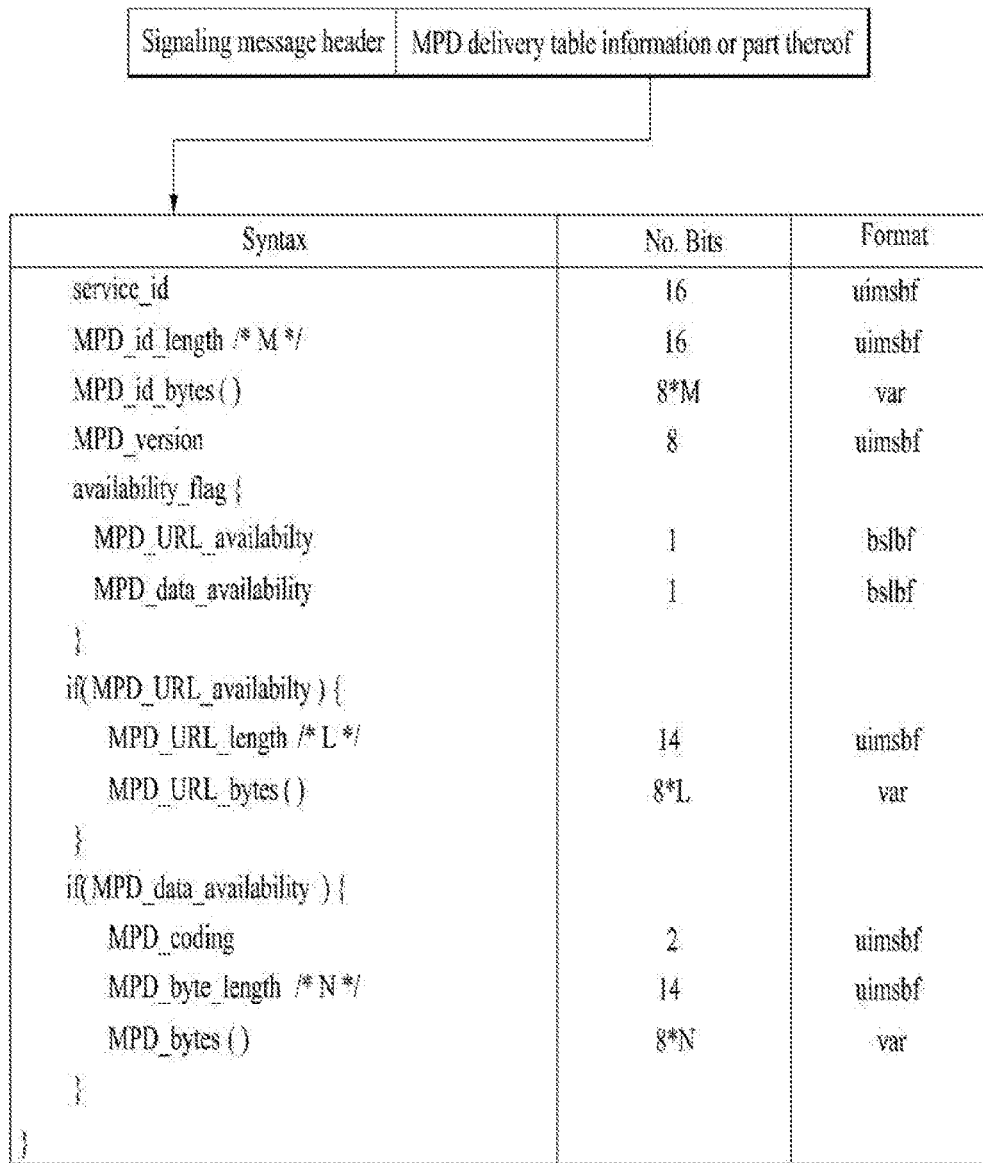 Signaling message header MPD delivery table information or part thereof
Syntax No. Bits Format
service_id 16 uimsbf
MPD_id_length /* M */ 16 uimsbf
MPD_id_bytes ( ) 8*M var
MPD_version 8 uimsbf
availability_flag {
MPD_URL_availabilty 1 bslbf
MPD_data_availability 1 bslbf
}
if( MPD_URL_availabilty ) {
MPD_URL_length /* L */ 14 uimsbf
MPD_URL_bytes ( ) 8*L var
}
if( MPD_data_availability ) {
MPD_coding 2 uimsbf
MPD_byte_length /* N */ 14 uimsbf
MPD_bytes ( ) 8*N var
}
}